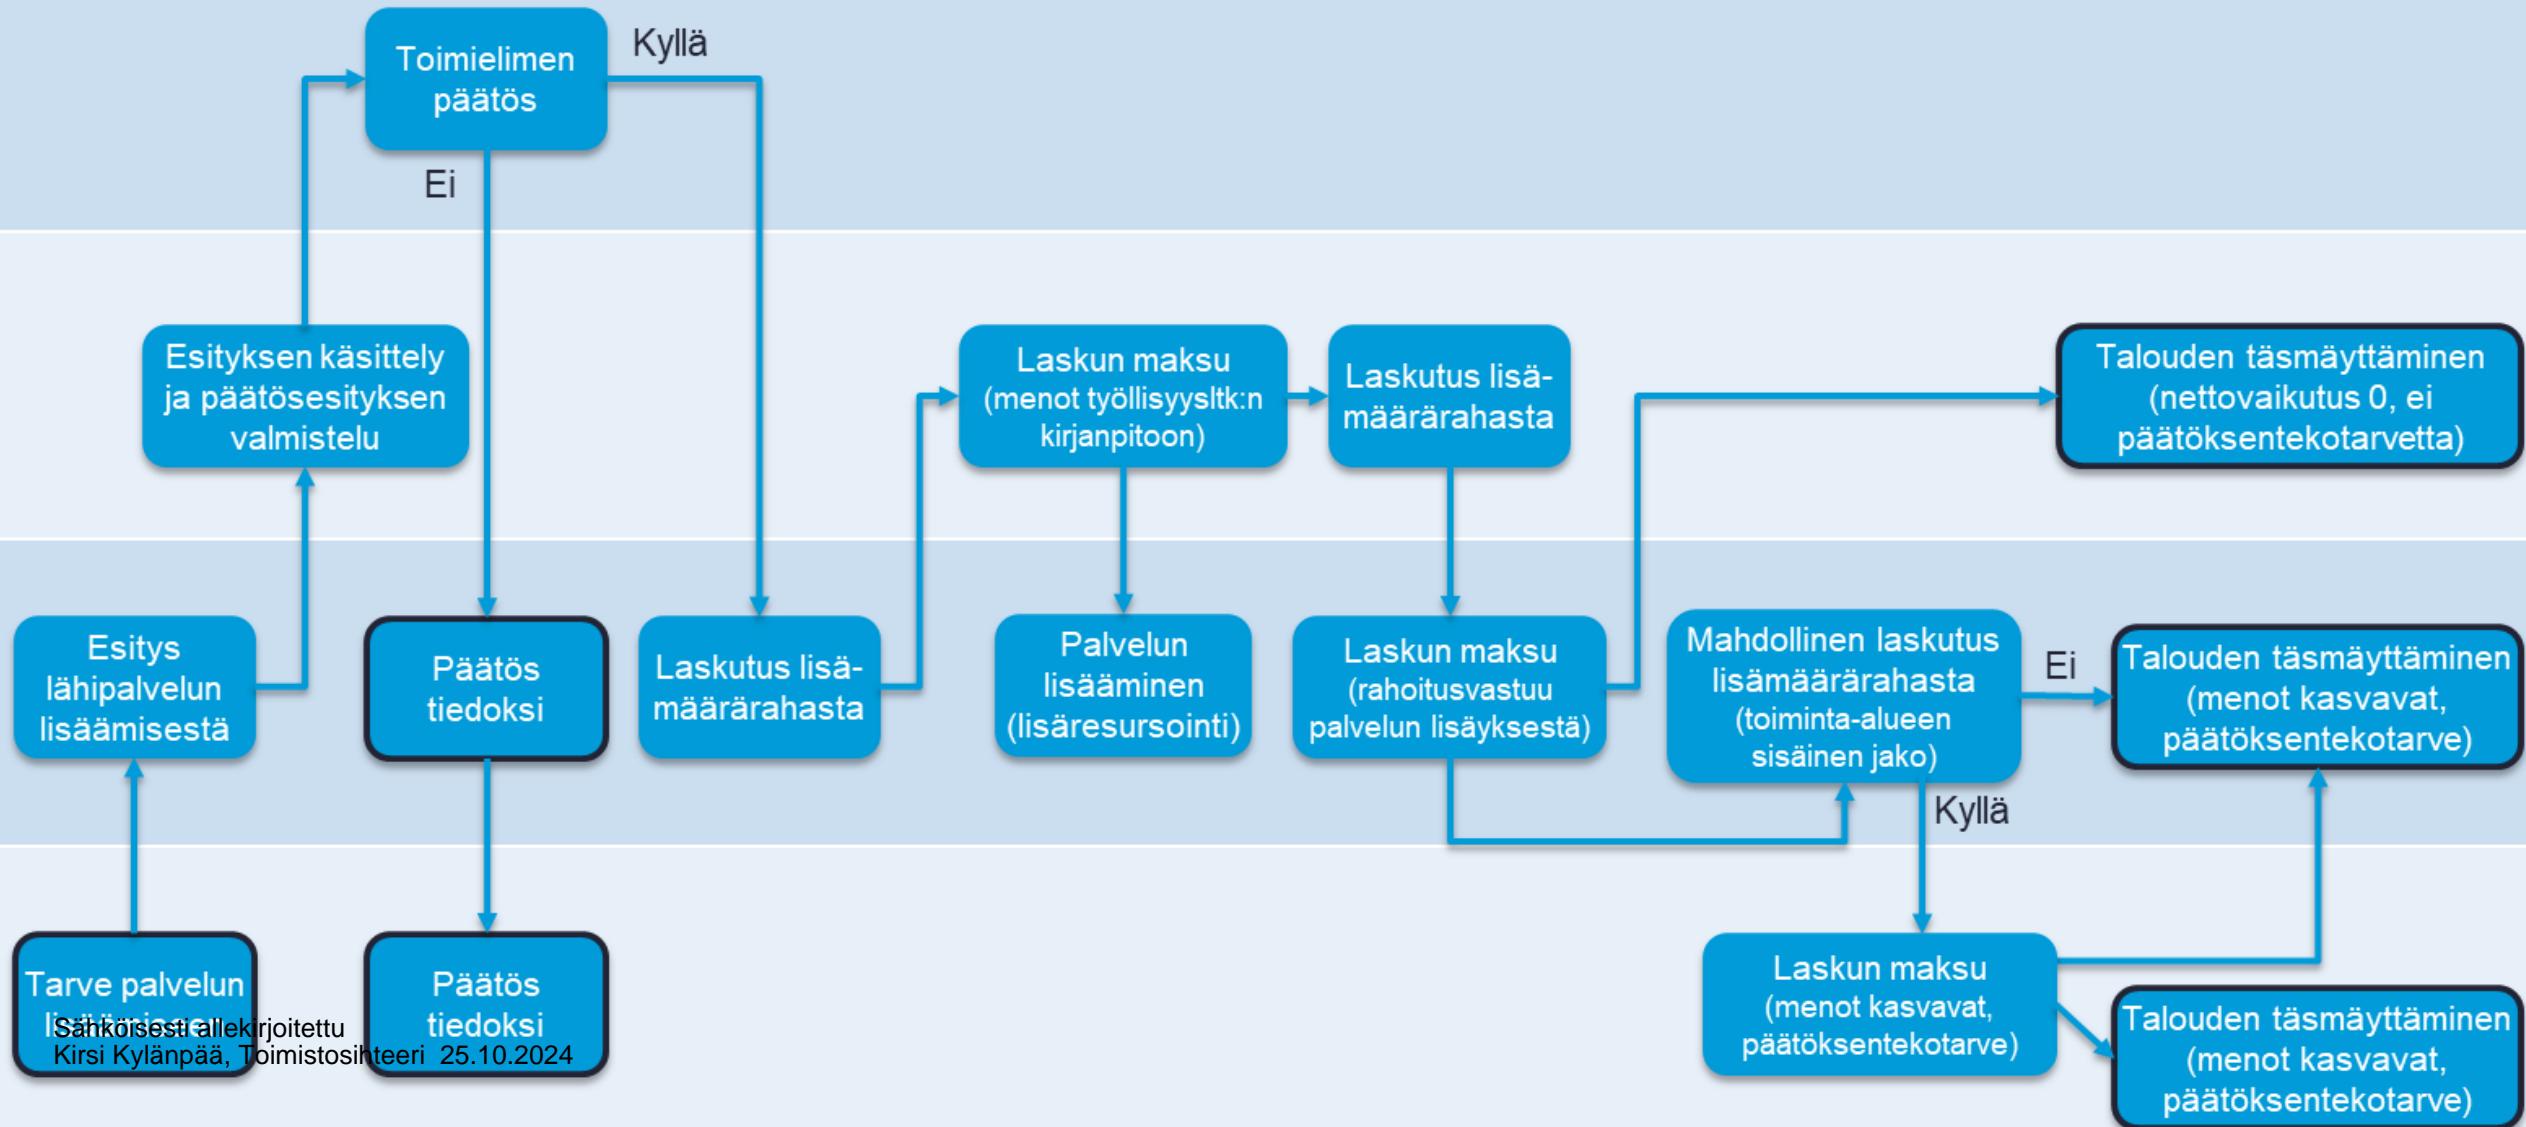 Toimielimen
päätös
Kyllä
Ei
Esityksen käsittely
ja päätösesityksen
valmistelu
Laskun maksu
(menot työllisyysltk:n
kirjanpitoon)
Laskutus lisä-
määrärahasta
Talouden täsmäyttäminen
(nettovaikutus 0, ei
päätöksentekotarvetta)
Esitys
lähipalvelun
lisäämisestä
Päätös
tiedoksi
Laskutus lisä-
määrärahasta
Palvelun
lisääminen
(lisäresursointi)
Laskun maksu
(rahoitusvastuu
palvelun lisäyksestä)
Mahdollinen laskutus
lisämäärärahasta
(toiminta-alueen
sisäinen jako)
Ei
Kyllä
Talouden täsmäyttäminen
(menot kasvavat,
päätöksentekotarve)
Tarve palvelun
lisäämiseen
Päätös
tiedoksi
Laskun maksu
(menot kasvavat,
päätöksentekotarve)
Talouden täsmäyttäminen
(menot kasvavat,
päätöksentekotarve)
Sähköisesti allekirjoitettu
Kirsi Kylänpää, Toimistosihteeri 25.10.2024